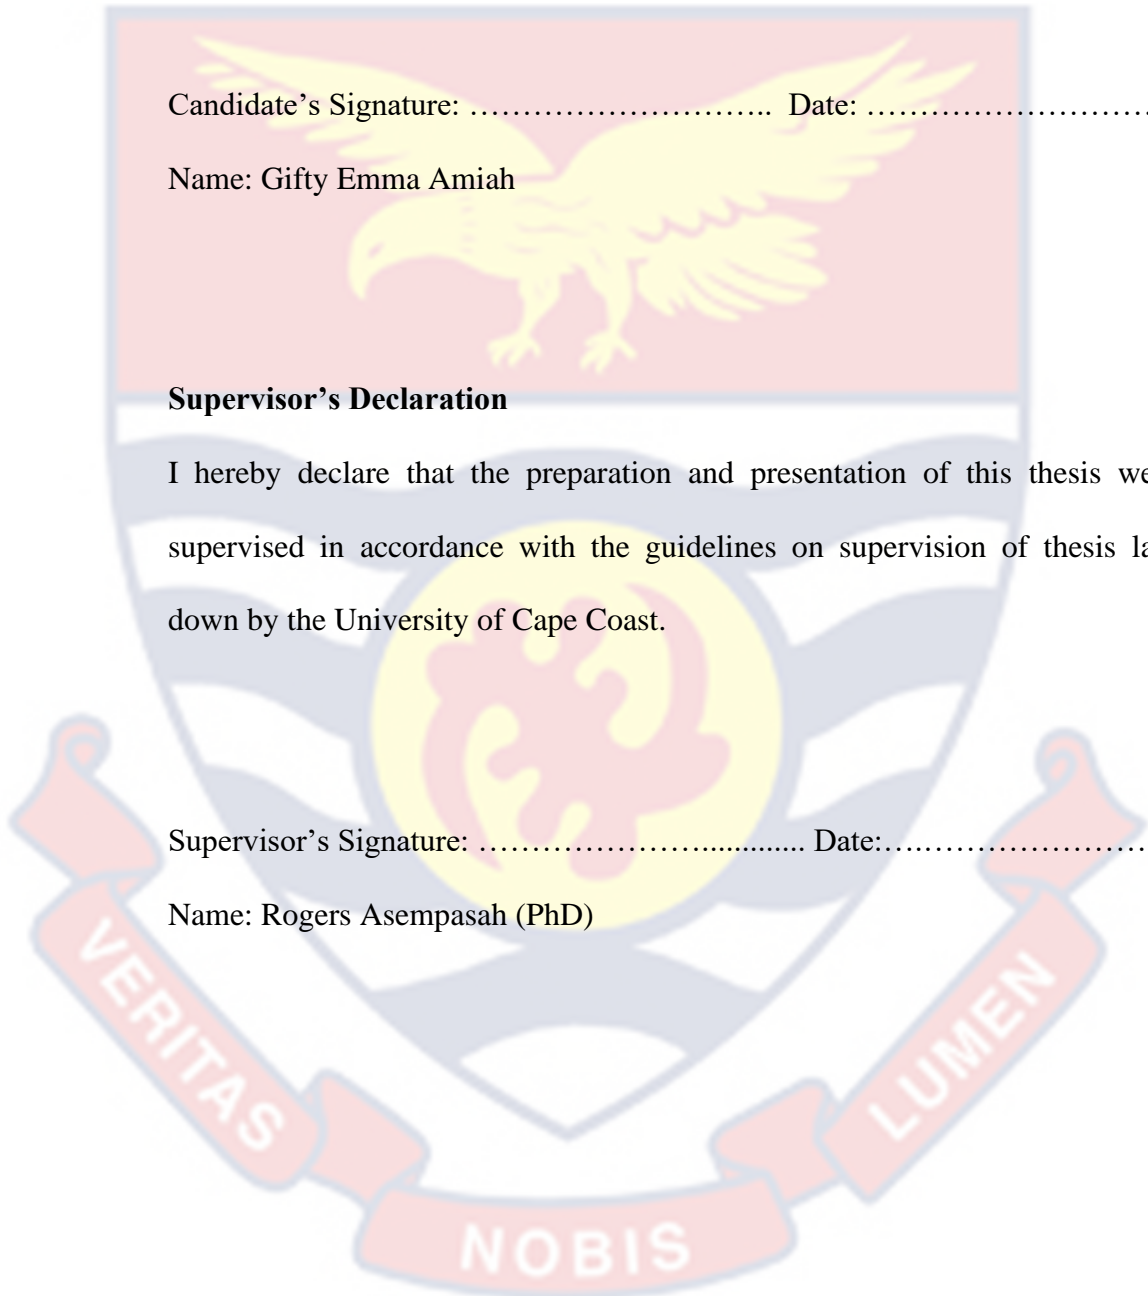 Candidate’s Signature: ……………………….. Date: ………………………
Name: Gifty Emma Amiah
Supervisor’s Declaration
I hereby declare that the preparation and presentation of this thesis we
supervised in accordance with the guidelines on supervision of thesis la
down by the University of Cape Coast.
Supervisor’s Signature: …………………............. Date:….……………………
Name: Rogers Asempasah (PhD)
VERITAS
NOBIS
LUMEN